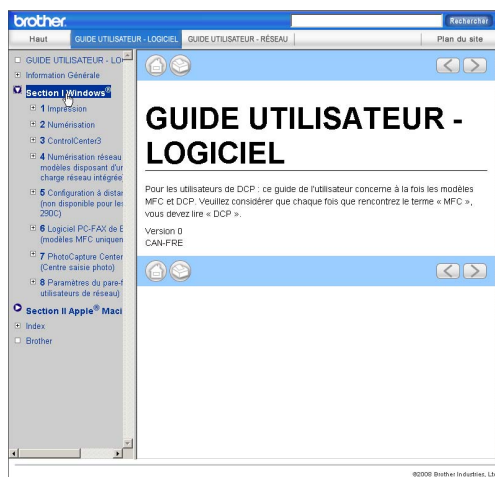 brother
Rechercher
Haut
GUIDE UTILISATEUR - LOGICIEL
GUIDE UTILISATEUR - RÉSEAU
Plan du site
GUIDE UTILISATEUR - LO
Information Générale
Section I Windows®
1 Impression
2 Numérisation
3 ControlCenter3
4 Numérisation réseau
modèles disposant d'un
charge réseau intégrée)
5 Configuration à distan
(non disponible pour les
290C)
6 Logiciel PC-FAX de B
(modèles MFC uniquen
7 PhotoCapture Center
(Centre saisie photo)
8 Paramètres du pare-f
utilisateurs de réseau)
Section II Apple® Maci
Index
Brother
GUIDE UTILISATEUR -
LOGICIEL
Pour les utilisateurs de DCP : ce guide de l'utilisateur concerne à la fois les modèles
MFC et DCP. Veuillez considérer que chaque fois que rencontrez le terme « MFC »,
vous devez lire « DCP ».
Version 0
CAN-FRE
©2008 Brother Industries, Lt